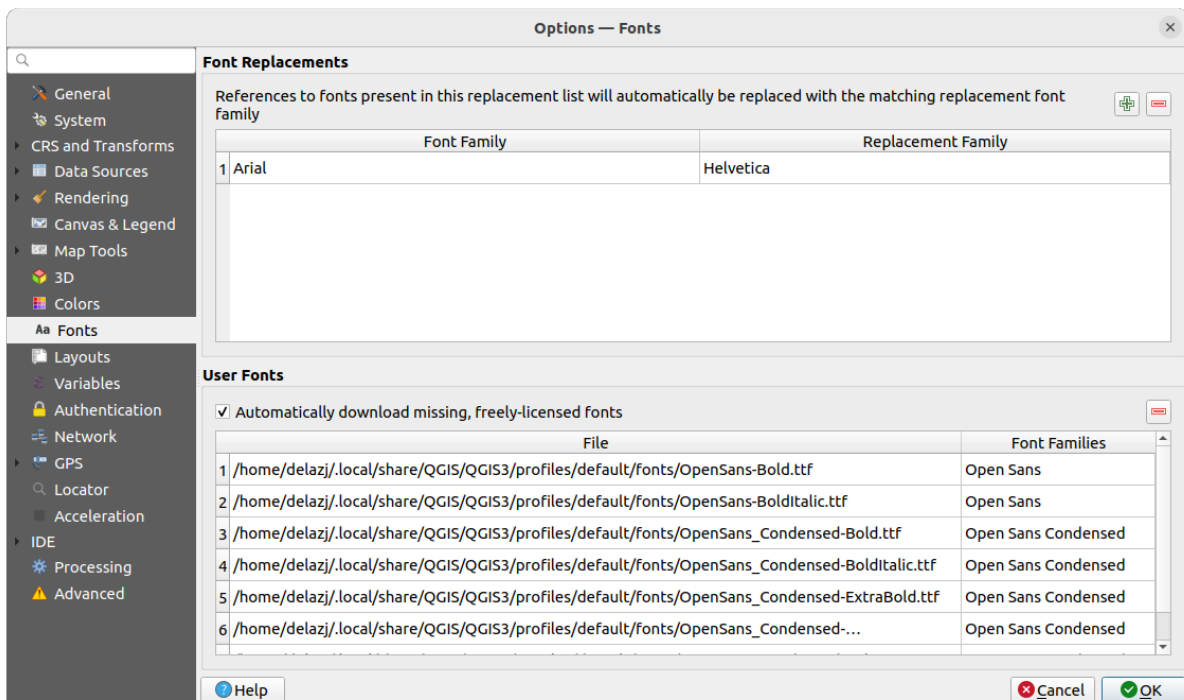 Options — Fonts
General
System
CRS and Transforms
Data Sources
Rendering
Canvas & Legend
Map Tools
3D
Colors
Aa Fonts
Layouts
Variables
Authentication
Network
GPS
Locator
Acceleration
IDE
Processing
Advanced
Font Replacements
References to fonts present in this replacement list will automatically be replaced with the matching replacement font
family
Font Family Replacement Family
1 Arial Helvetica
User Fonts
Automatically download missing, freely-licensed fonts
File Font Families
1 /home/delazj/.local/share/QGIS/QGIS3/profiles/default/fonts/OpenSans-Bold.ttf Open Sans
2 /home/delazj/.local/share/QGIS/QGIS3/profiles/default/fonts/OpenSans-BoldItalic.ttf Open Sans
3 /home/delazj/.local/share/QGIS/QGIS3/profiles/default/fonts/OpenSans_Condensed-Bold.ttf Open Sans Condensed
4 /home/delazj/.local/share/QGIS/QGIS3/profiles/default/fonts/OpenSans_Condensed-BoldItalic.ttf Open Sans Condensed
5 /home/delazj/.local/share/QGIS/QGIS3/profiles/default/fonts/OpenSans_Condensed-ExtraBold.ttf Open Sans Condensed
6 /home/delazj/.local/share/QGIS/QGIS3/profiles/default/fonts/OpenSans_Condensed-... Open Sans Condensed
Help Cancel OK